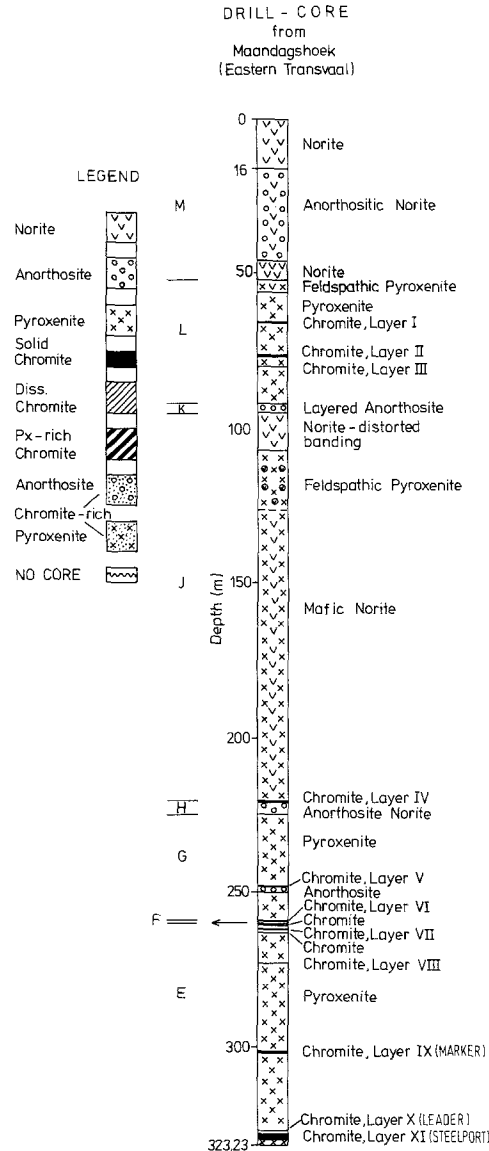 DRILL-CORE
from
Maandagshoek
(Eastern Transvaal)
LEGEND
Norite
Anorthosite
Pyroxenite
Solid
Chromite
Diss.
Chromite
Px-rich
Chromite
Anorthosite
Chromite-rich
Pyroxenite
NO CORE
M
L
K
J
H
G
F
E
Depth (m)
0
16
50
100
150
200
250
300
323.23
Norite
Anorthositic Norite
Norite
Feldspathic Pyroxenite
Pyroxenite
Chromite, Layer I
Chromite, Layer II
Chromite, Layer III
Layered Anorthosite
Norite-distorted
banding
Feldspathic Pyroxenite
Mafic Norite
Chromite, Layer IV
Anorthosite Norite
Pyroxenite
Chromite, Layer V
Anorthosite
Chromite, Layer VI
Chromite
Chromite, Layer VII
Chromite
Chromite, Layer VIII
Pyroxenite
Chromite, Layer IX (MARKER)
Chromite, Layer X (LEADER)
Chromite, Layer XI (STEELPORT)